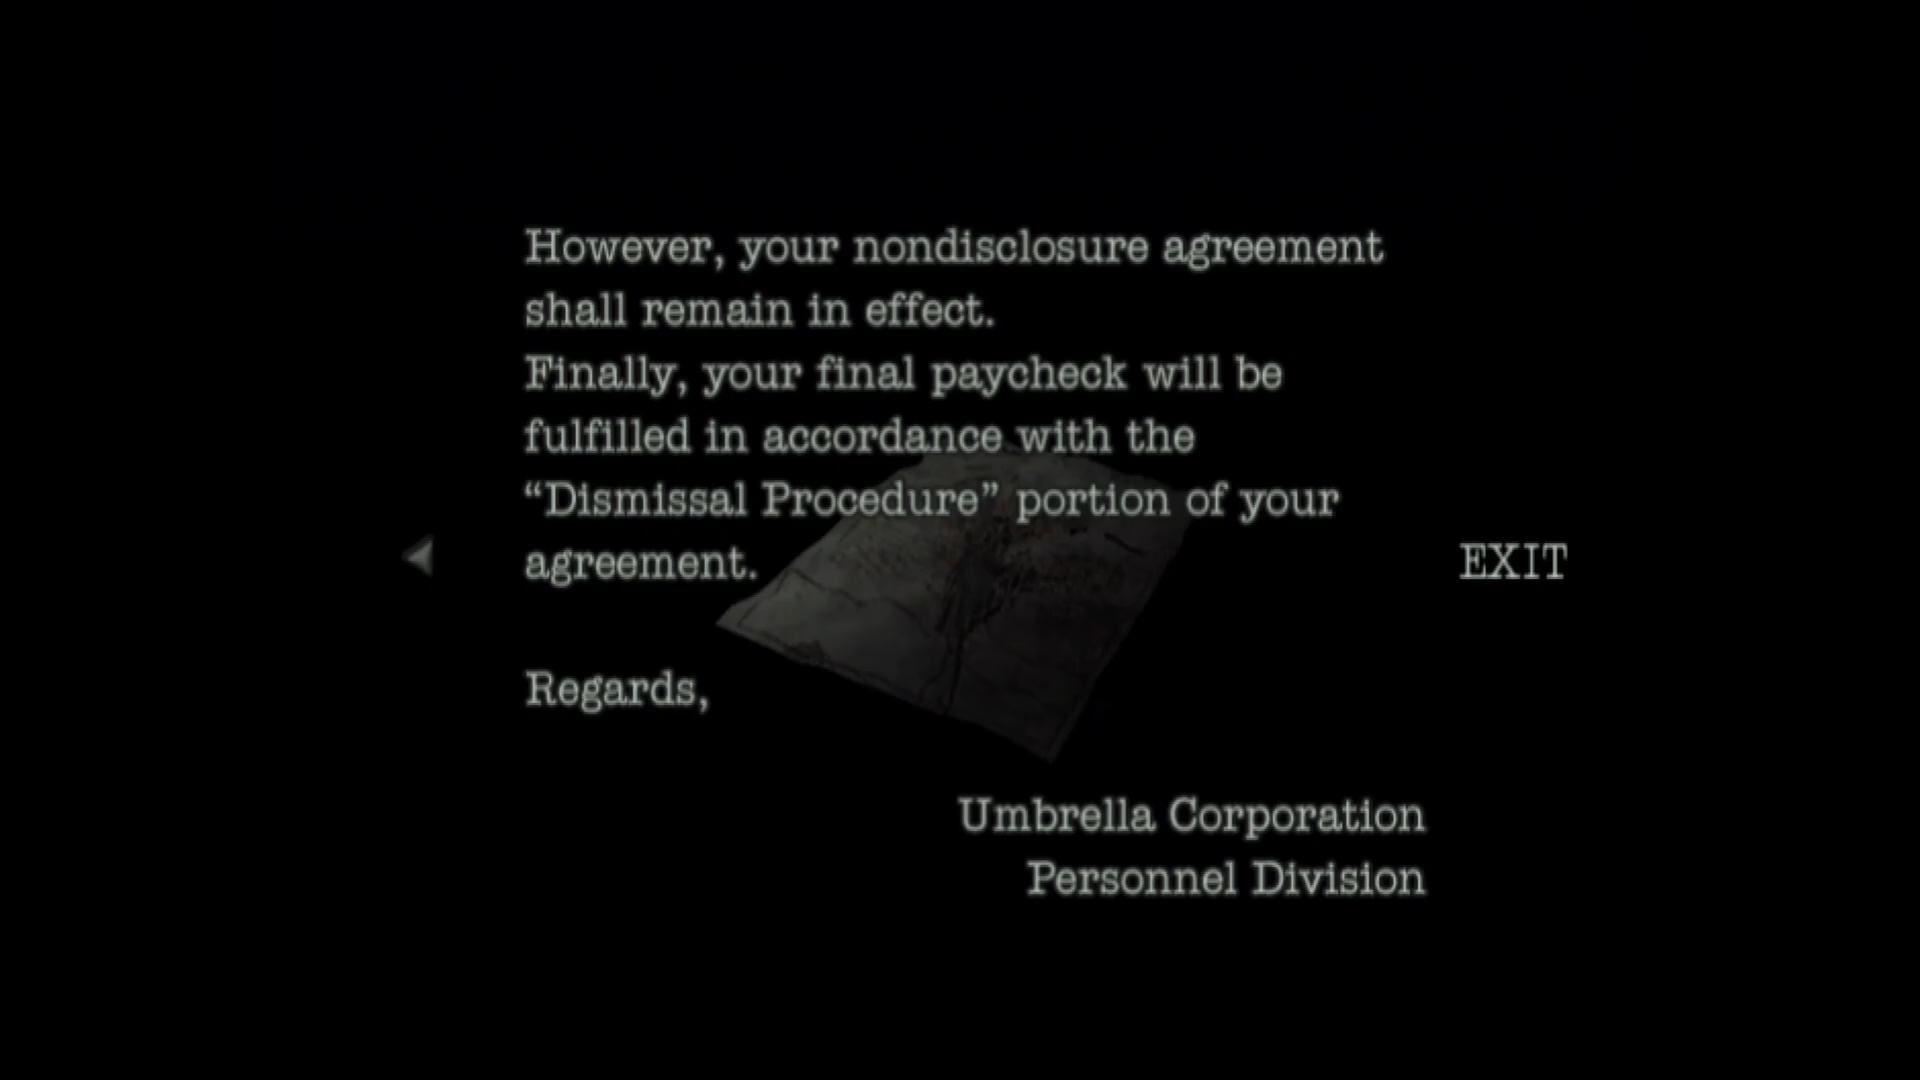 However, your nondisclosure agreement
shall remain in effect.
Finally, your final paycheck will be
fulfilled in accordance with the
“Dismissal Procedure” portion of your
agreement.
EXIT
Regards,
Umbrella Corporation
Personnel Division